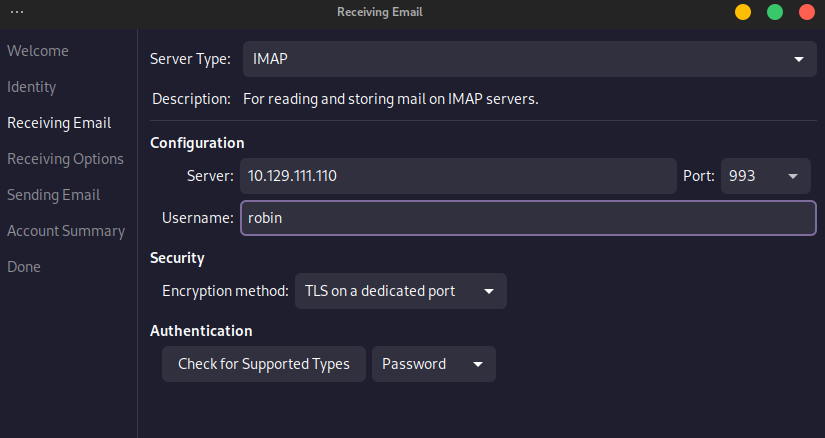 Receiving Email
Welcome
Identity
Receiving Email
Receiving Options
Sending Email
Account Summary
Done
Server Type: IMAP
Description: For reading and storing mail on IMAP servers.
Configuration
Server: 10.129.111.110 Port: 993
Username: robin
Security
Encryption method: TLS on a dedicated port
Authentication
Check for Supported Types Password